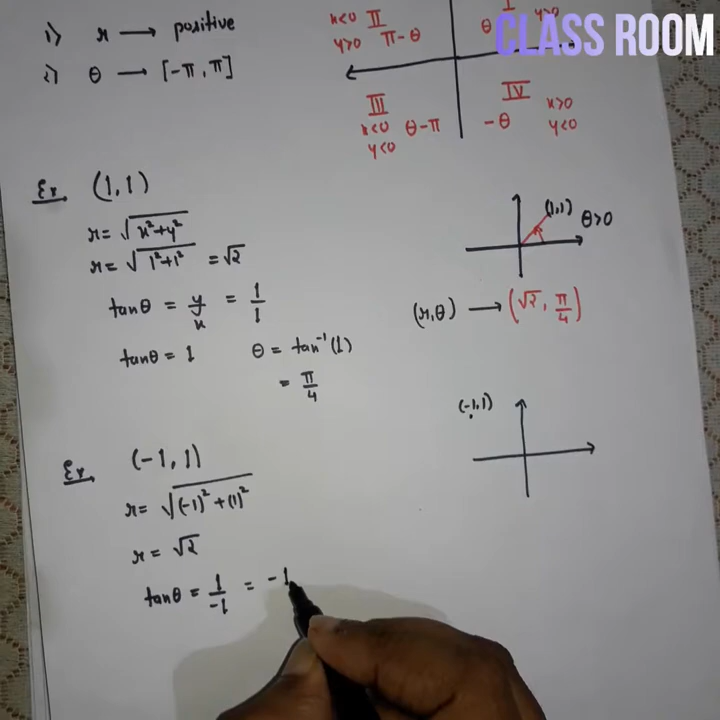 i) r → positive
ii) θ → [-π, π]
x<0 II
y>0 π-θ
I
θ y>0
CLASS ROOM
III
x<0 θ-π
y<0
IV x>0
-θ y<0
Ex. (1,1)
r = √x²+y²
r = √1²+1² = √2
tanθ = y/x = 1/1
tanθ = 1 θ = tan⁻¹(1)
= π/4
(1,1) θ>0
(r,θ) → (√2, π/4)
Ex. (-1,1)
r = √(-1)²+(1)²
r = √2
tanθ = 1/-1 = -1
(-1,1)